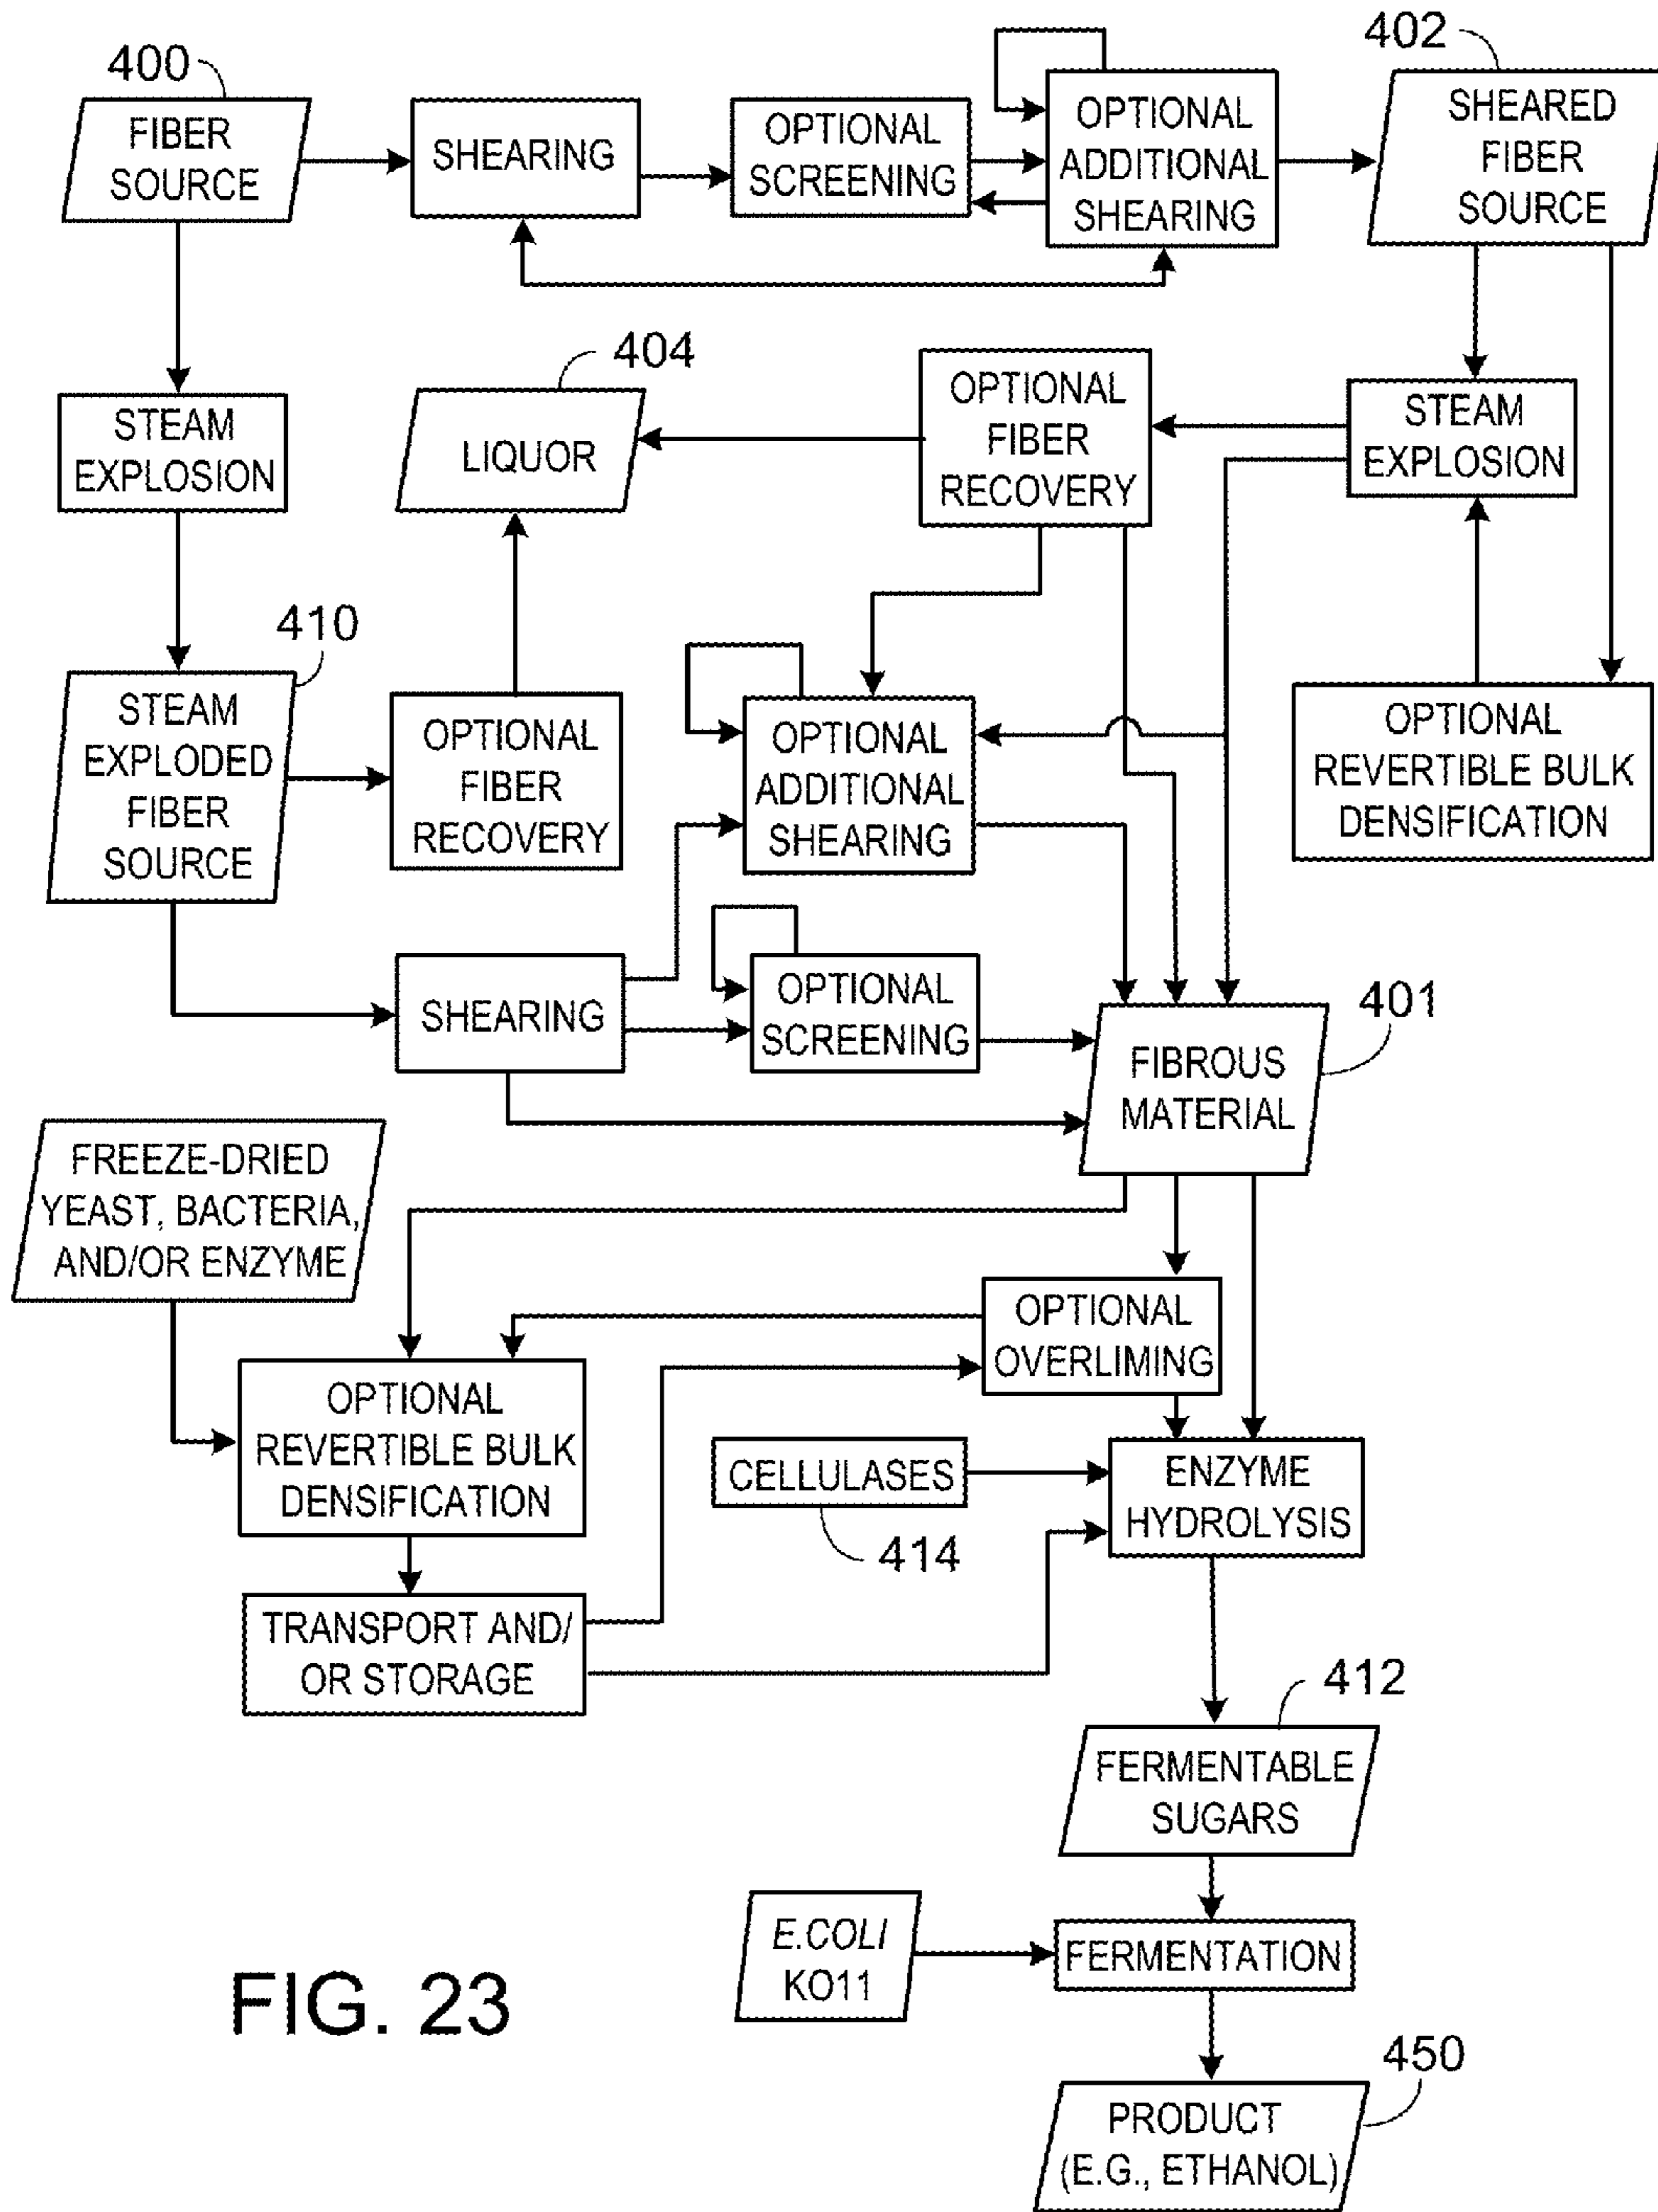 400
FIBER
SOURCE
SHEARING
OPTIONAL
SCREENING
OPTIONAL
ADDITIONAL
SHEARING
402
SHEARED
FIBER
SOURCE
STEAM
EXPLOSION
404
LIQUOR
OPTIONAL
FIBER
RECOVERY
STEAM
EXPLOSION
410
STEAM
EXPLODED
FIBER
SOURCE
OPTIONAL
FIBER
RECOVERY
OPTIONAL
ADDITIONAL
SHEARING
OPTIONAL
REVERTIBLE BULK
DENSIFICATION
SHEARING
OPTIONAL
SCREENING
401
FIBROUS
MATERIAL
FREEZE-DRIED
YEAST, BACTERIA,
AND/OR ENZYME
OPTIONAL
OVERLIMING
OPTIONAL
REVERTIBLE BULK
DENSIFICATION
CELLULASES
414
ENZYME
HYDROLYSIS
TRANSPORT AND/
OR STORAGE
412
FERMENTABLE
SUGARS
E.COLI
KO11
FERMENTATION
FIG. 23
450
PRODUCT
(E.G., ETHANOL)